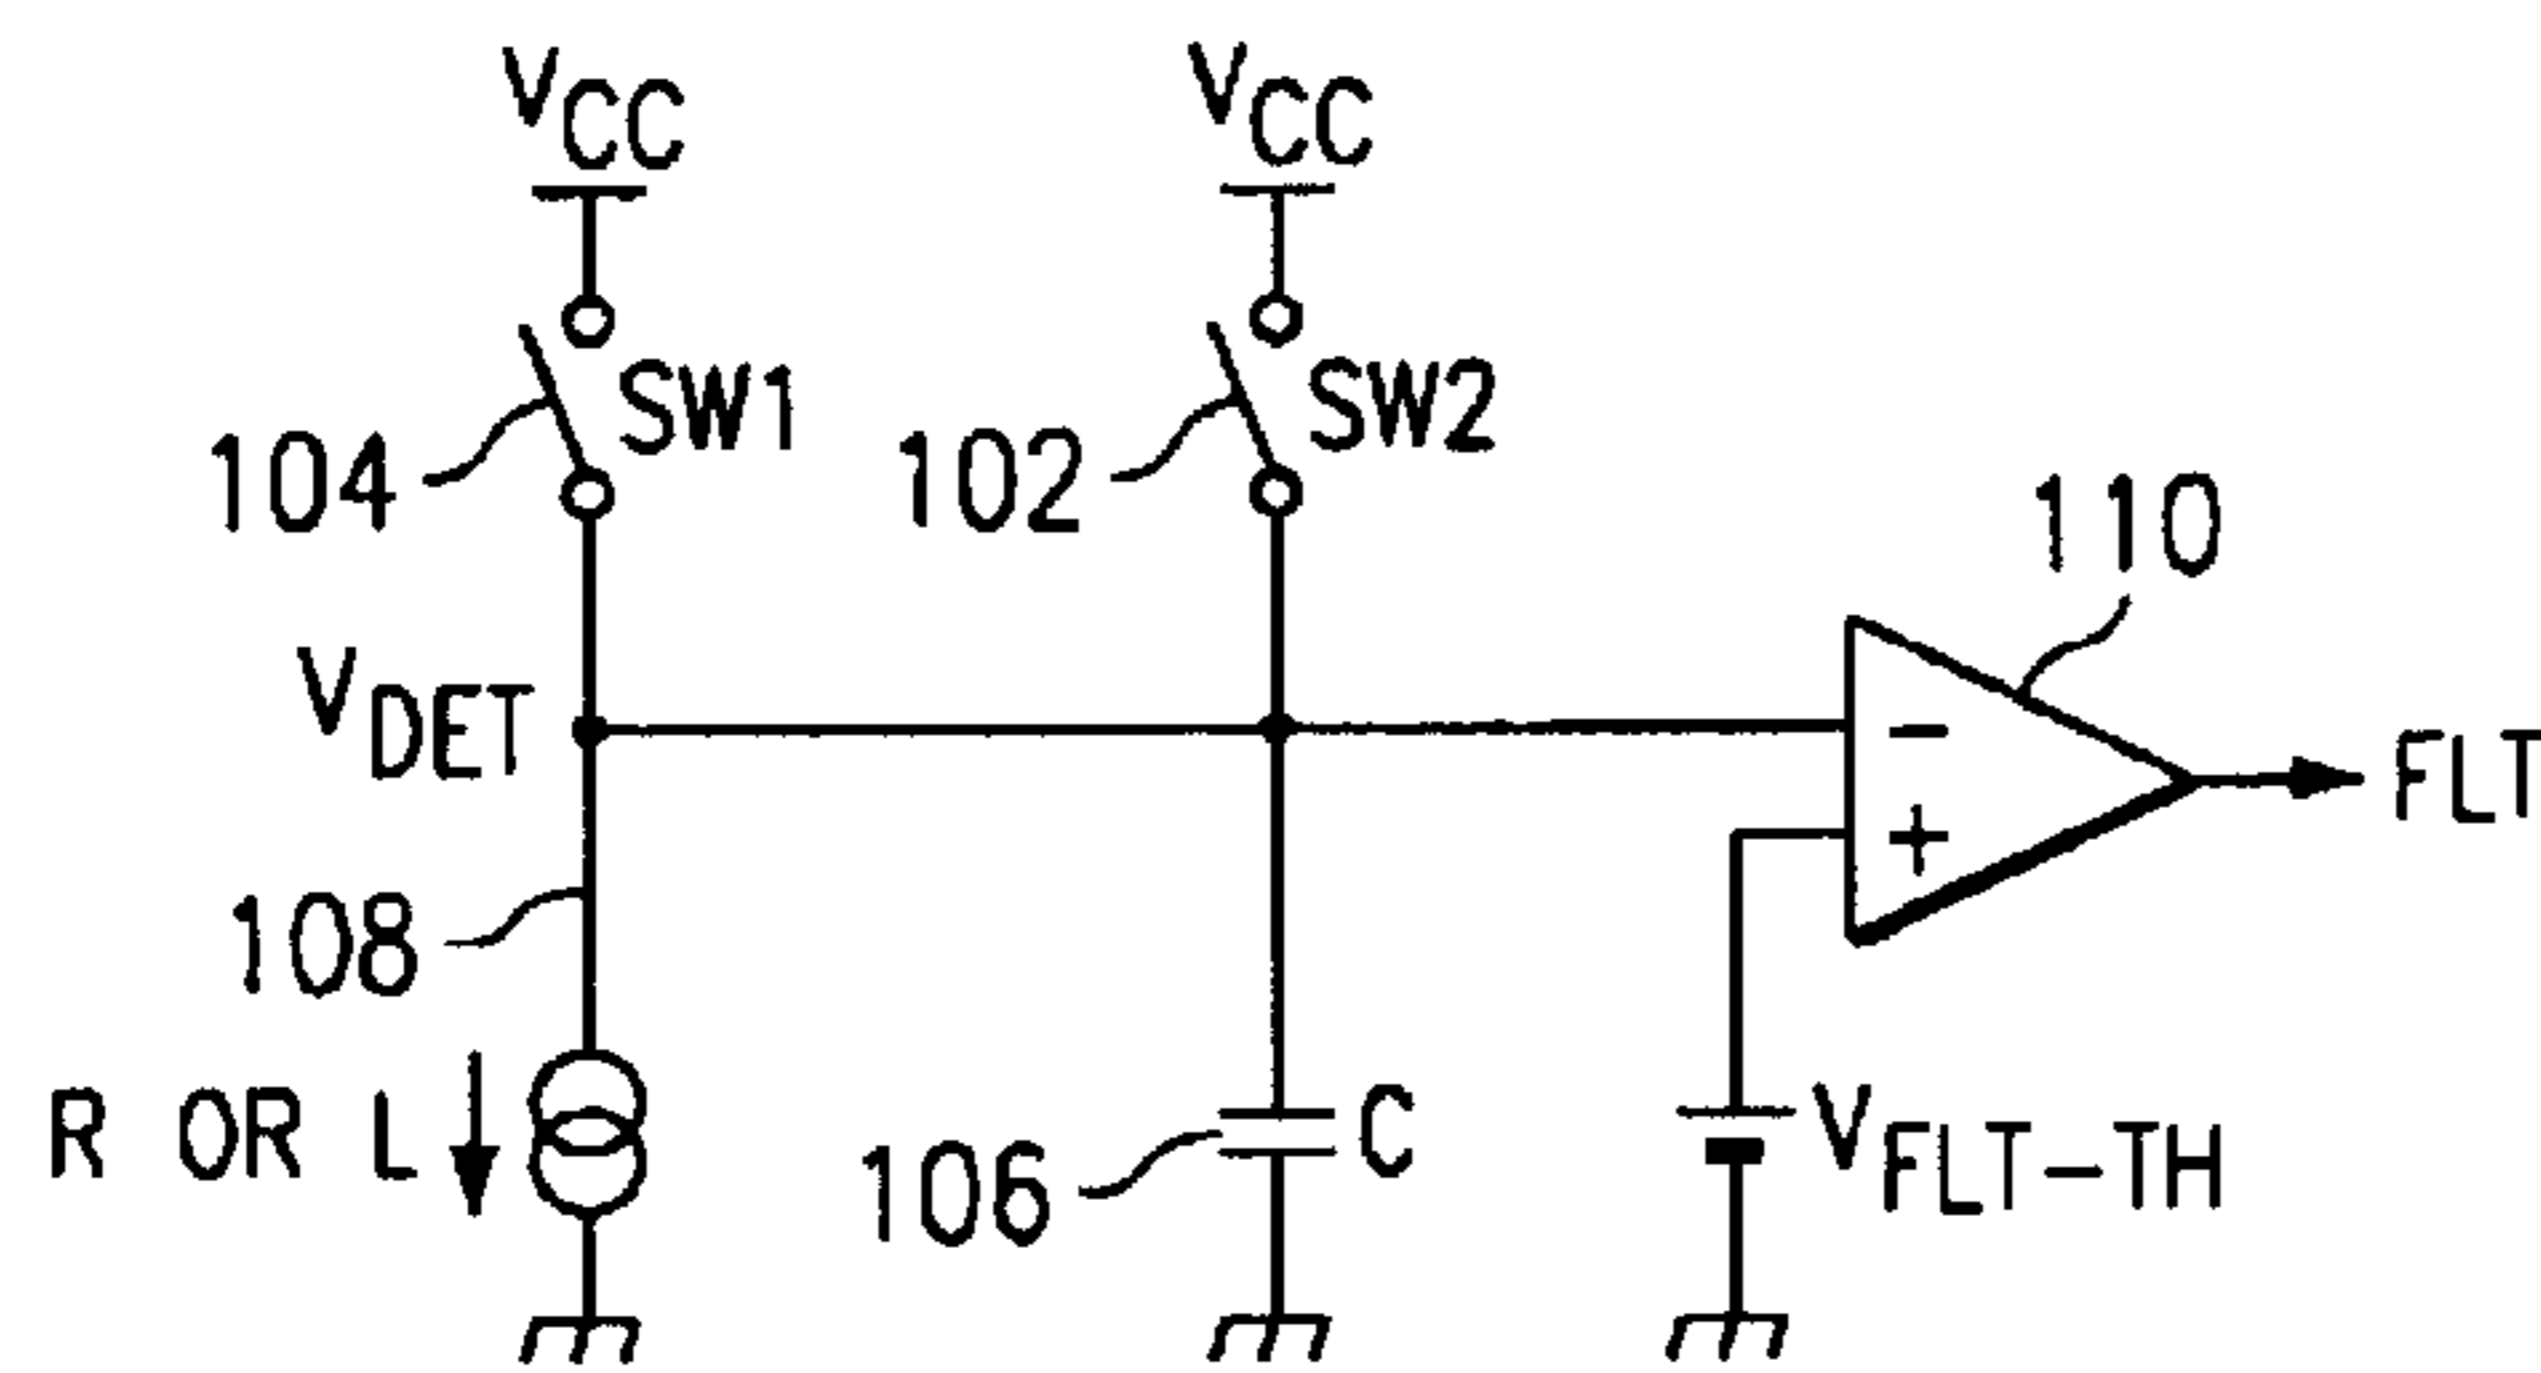 VCC VCC
SW1 SW2
104 102
110
VDET
-
FLT
+
108
R OR L
C
106
VFLT-TH